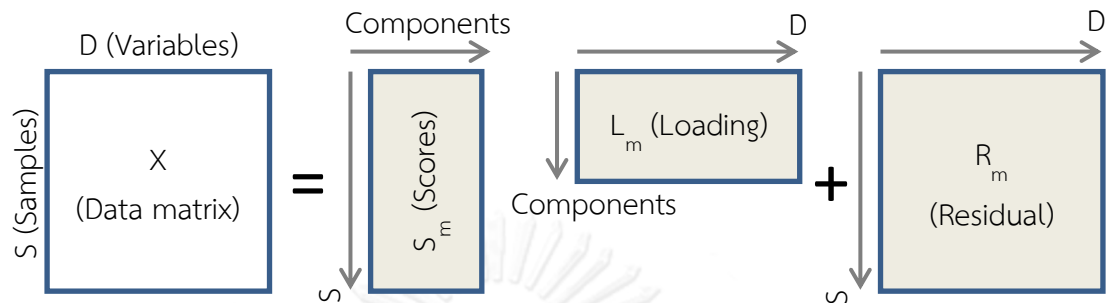 D (Variables)
S (Samples)
X
(Data matrix)
=
Components
S
S_m (Scores)
D
Components
L_m (Loading)
+
D
S
R_m
(Residual)